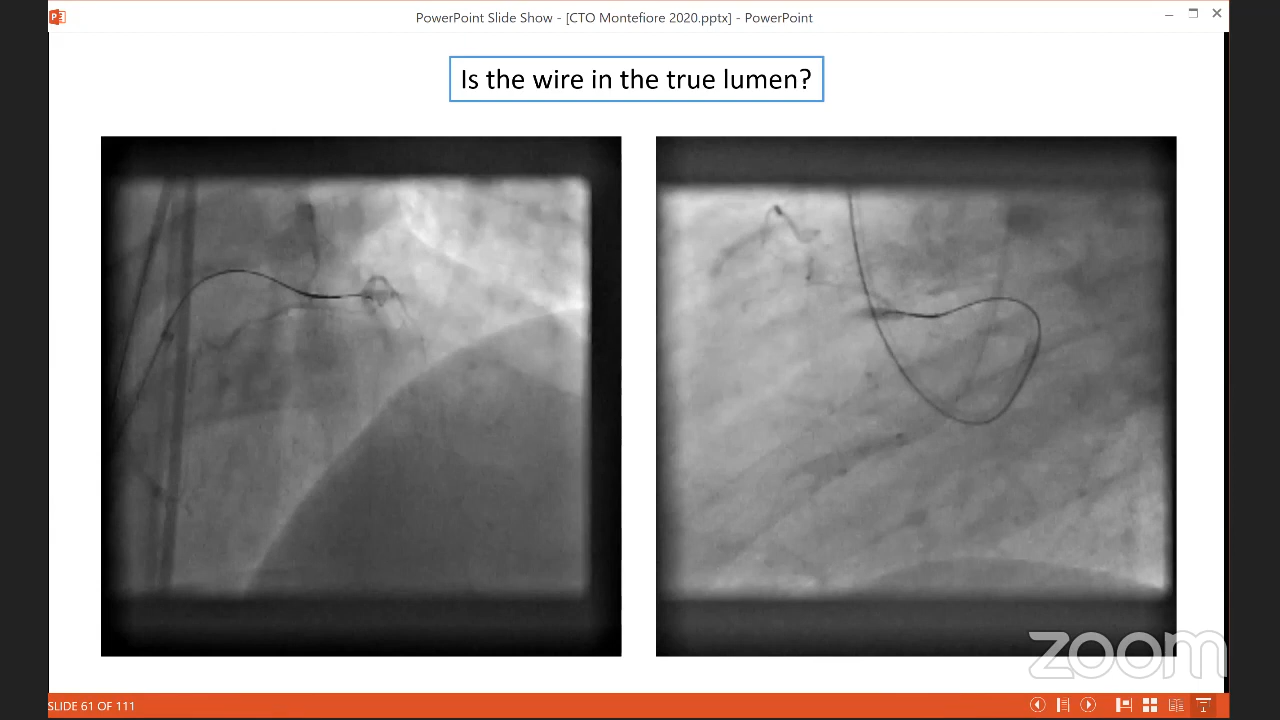 PowerPoint Slide Show - [CTO Montefiore 2020.pptx] - PowerPoint
Is the wire in the true lumen?
zoom
SLIDE 61 OF 111